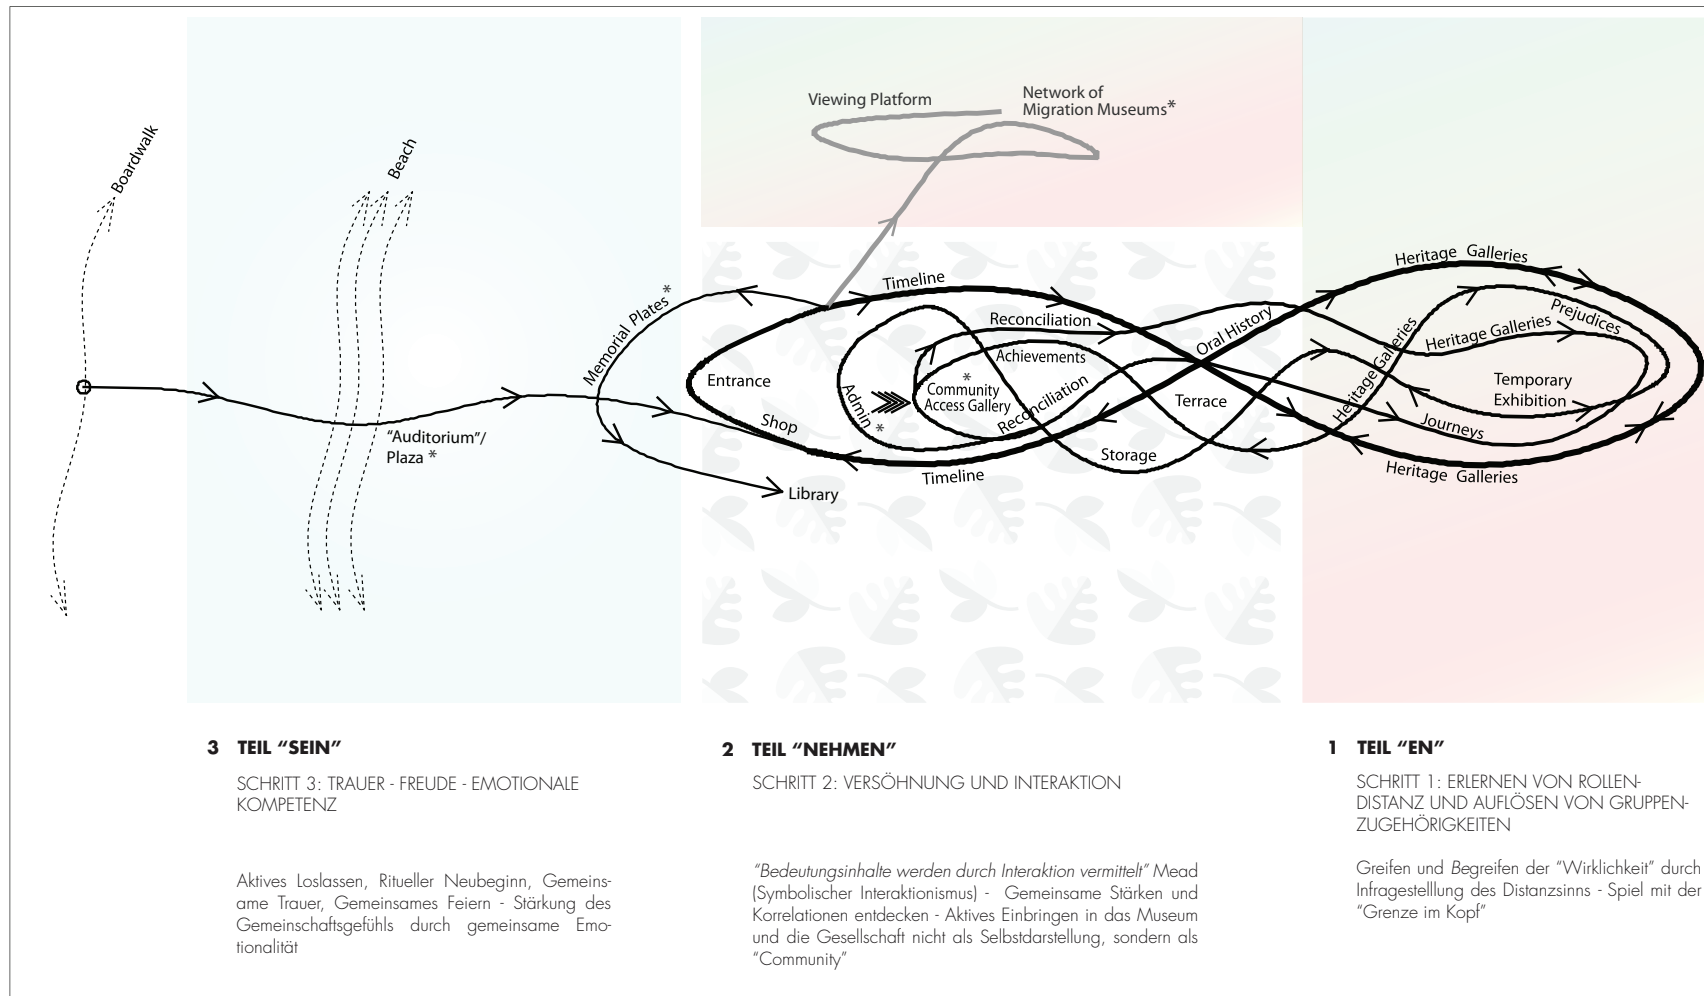 Boardwalk
Beach
Viewing Platform
Network of
Migration Museums*
Memorial Plates *
"Auditorium"/
Plaza *
Library
Entrance
Shop
Timeline
Timeline
Admin *
Reconciliation
Achievements
*
Community
Access Gallery
Reconciliation
Storage
Terrace
Oral History
Heritage Galleries
Heritage Galleries
Prejudices
Heritage Galleries
Temporary
Exhibition
Journeys
Heritage Galleries
3 TEIL “SEIN”
SCHRITT 3: TRAUER - FREUDE - EMOTIONALE
KOMPETENZ
Aktives Loslassen, Ritueller Neubeginn, Gemeins-
ame Trauer, Gemeinsames Feiern - Stärkung des
Gemeinschaftsgefühls durch gemeinsame Emo-
tionalität
2 TEIL “NEHMEN”
SCHRITT 2: VERSÖHNUNG UND INTERAKTION
“Bedeutungsinhalte werden durch Interaktion vermittelt” Mead
(Symbolischer Interaktionismus) - Gemeinsame Stärken und
Korrelationen entdecken - Aktives Einbringen in das Museum
und die Gesellschaft nicht als Selbstdarstellung, sondern als
“Community”
1 TEIL “EN”
SCHRITT 1: ERLERNEN VON ROLLEN-
DISTANZ UND AUFLÖSEN VON GRUPPEN-
ZUGEHÖRIGKEITEN
Greifen und Begreifen der “Wirklichkeit” durch
Infragestelllung des Distanzsinns - Spiel mit der
“Grenze im Kopf”